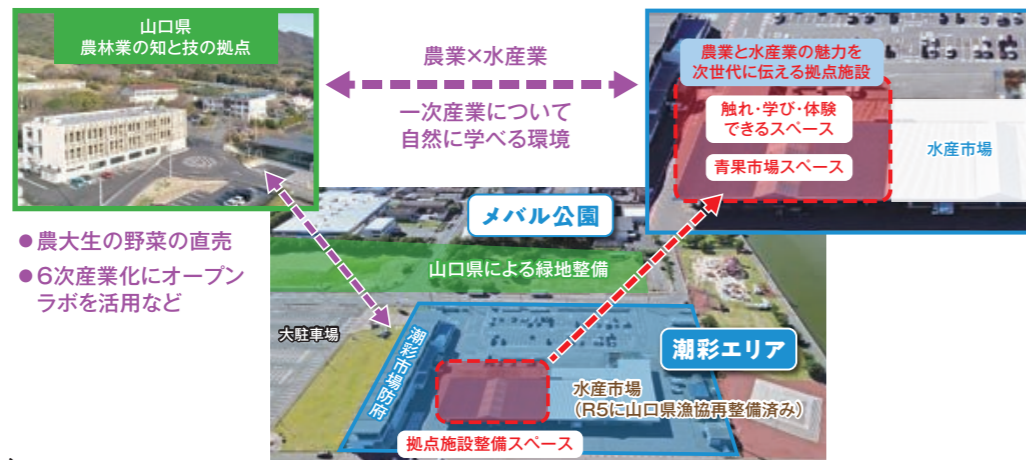 山口県
農林業の知と技の拠点
農業×水産業
一次産業について
自然に学べる環境
農業と水産業の魅力を
次世代に伝える拠点施設
触れ・学び・体験
できるスペース
青果市場スペース
水産市場
●農大生の野菜の直売
●6次産業化にオープン
ラボを活用など
メバル公園
山口県による緑地整備
大駐車場
潮彩市場防府
潮彩エリア
水産市場
（R5に山口県漁協再整備済み）
拠点施設整備スペース